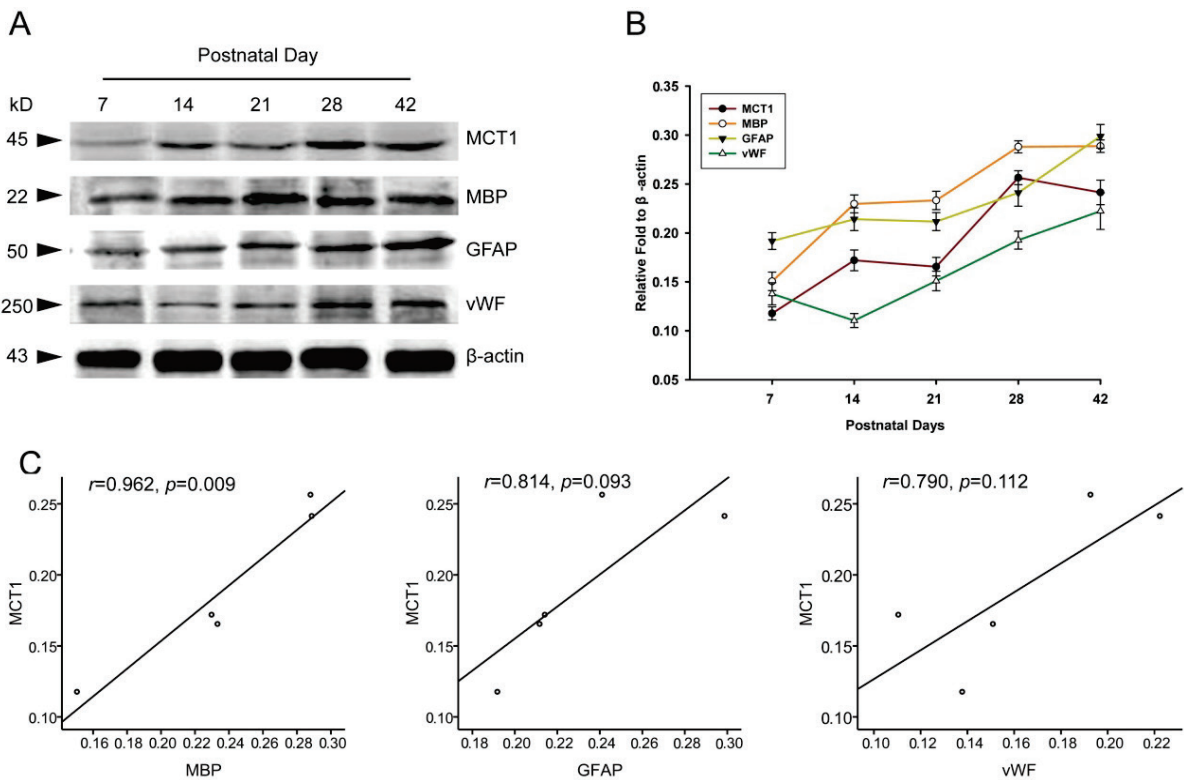 A
Postnatal Day
kD 7 14 21 28 42
45 MCT1
22 MBP
50 GFAP
250 vWF
43 β-actin
B
0.35
0.30
0.25
0.20
0.15
0.10
0.05
Relative Fold to β -actin
MCT1
MBP
GFAP
vWF
7 14 21 28 42
Postnatal Days
C
r=0.962, p=0.009
0.25
0.20
0.15
0.10
MCT1
0.16 0.18 0.20 0.22 0.24 0.26 0.28 0.30
MBP
r=0.814, p=0.093
0.25
0.20
0.15
0.10
MCT1
0.18 0.20 0.22 0.24 0.26 0.28 0.30
GFAP
r=0.790, p=0.112
0.25
0.20
0.15
0.10
MCT1
0.10 0.12 0.14 0.16 0.18 0.20 0.22
vWF